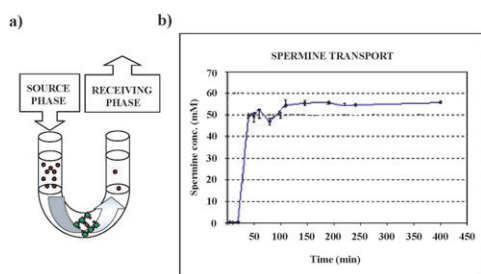 a)
SOURCE
PHASE
RECEIVING
PHASE
b)
SPERMINE TRANSPORT
Spermine conc. (mM)
70
60
50
40
30
20
10
0
50
100
150
200
250
300
350
400
450
Time (min)